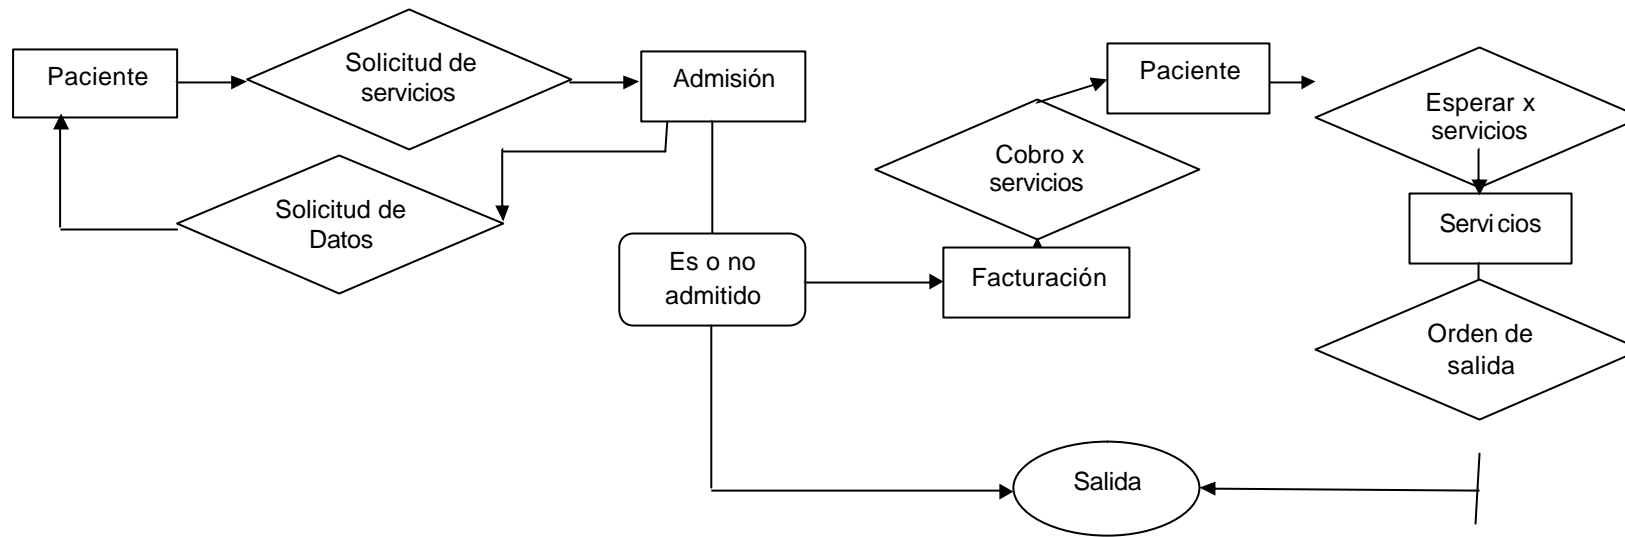 Paciente
Solicitud de
servicios
Admisión
Solicitud de
Datos
Es o no
admitido
Facturación
Cobro x
servicios
Paciente
Esperar x
servicios
Servicios
Orden de
salida
Salida